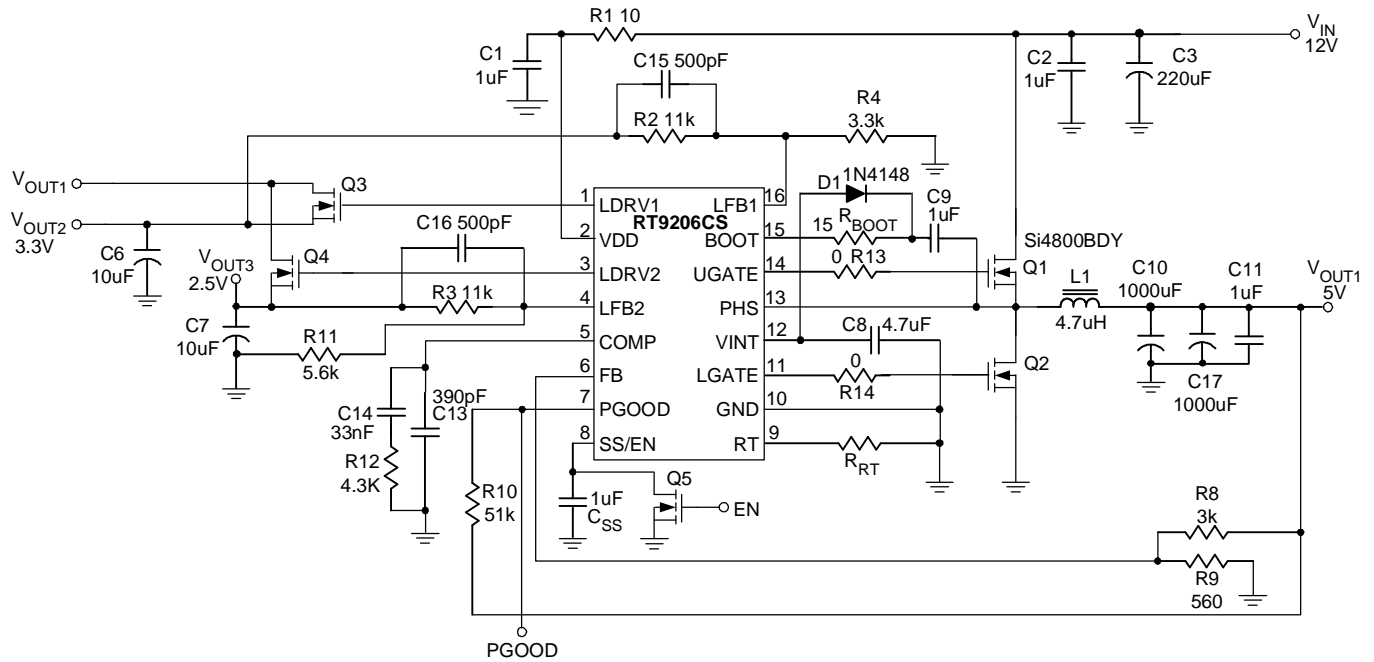 R1 10
V_IN
12V
C1
1uF
C15 500pF
C2
1uF
C3
220uF
R2 11k
R4
3.3k
V_OUT1
Q3
1
LDRV1
LFB1
16
D1
1N4148
C9
1uF
V_OUT2
3.3V
C6
10uF
C16 500pF
RT9206CS
2
VDD
BOOT
15
15
R_BOOT
Si4800BDY
V_OUT3
2.5V
Q4
3
LDRV2
UGATE
14
0
R13
Q1
R3 11k
4
LFB2
PHS
13
L1
4.7uH
C10
1000uF
C11
1uF
V_OUT1
5V
C7
10uF
R11
5.6k
5
COMP
VINT
12
C8
4.7uF
6
FB
LGATE
11
0
R14
Q2
C17
1000uF
390pF
C14
33nF
C13
7
PGOOD
GND
10
8
SS/EN
RT
9
R_RT
R12
4.3K
R10
51k
1uF
C_SS
Q5
EN
R8
3k
R9
560
PGOOD